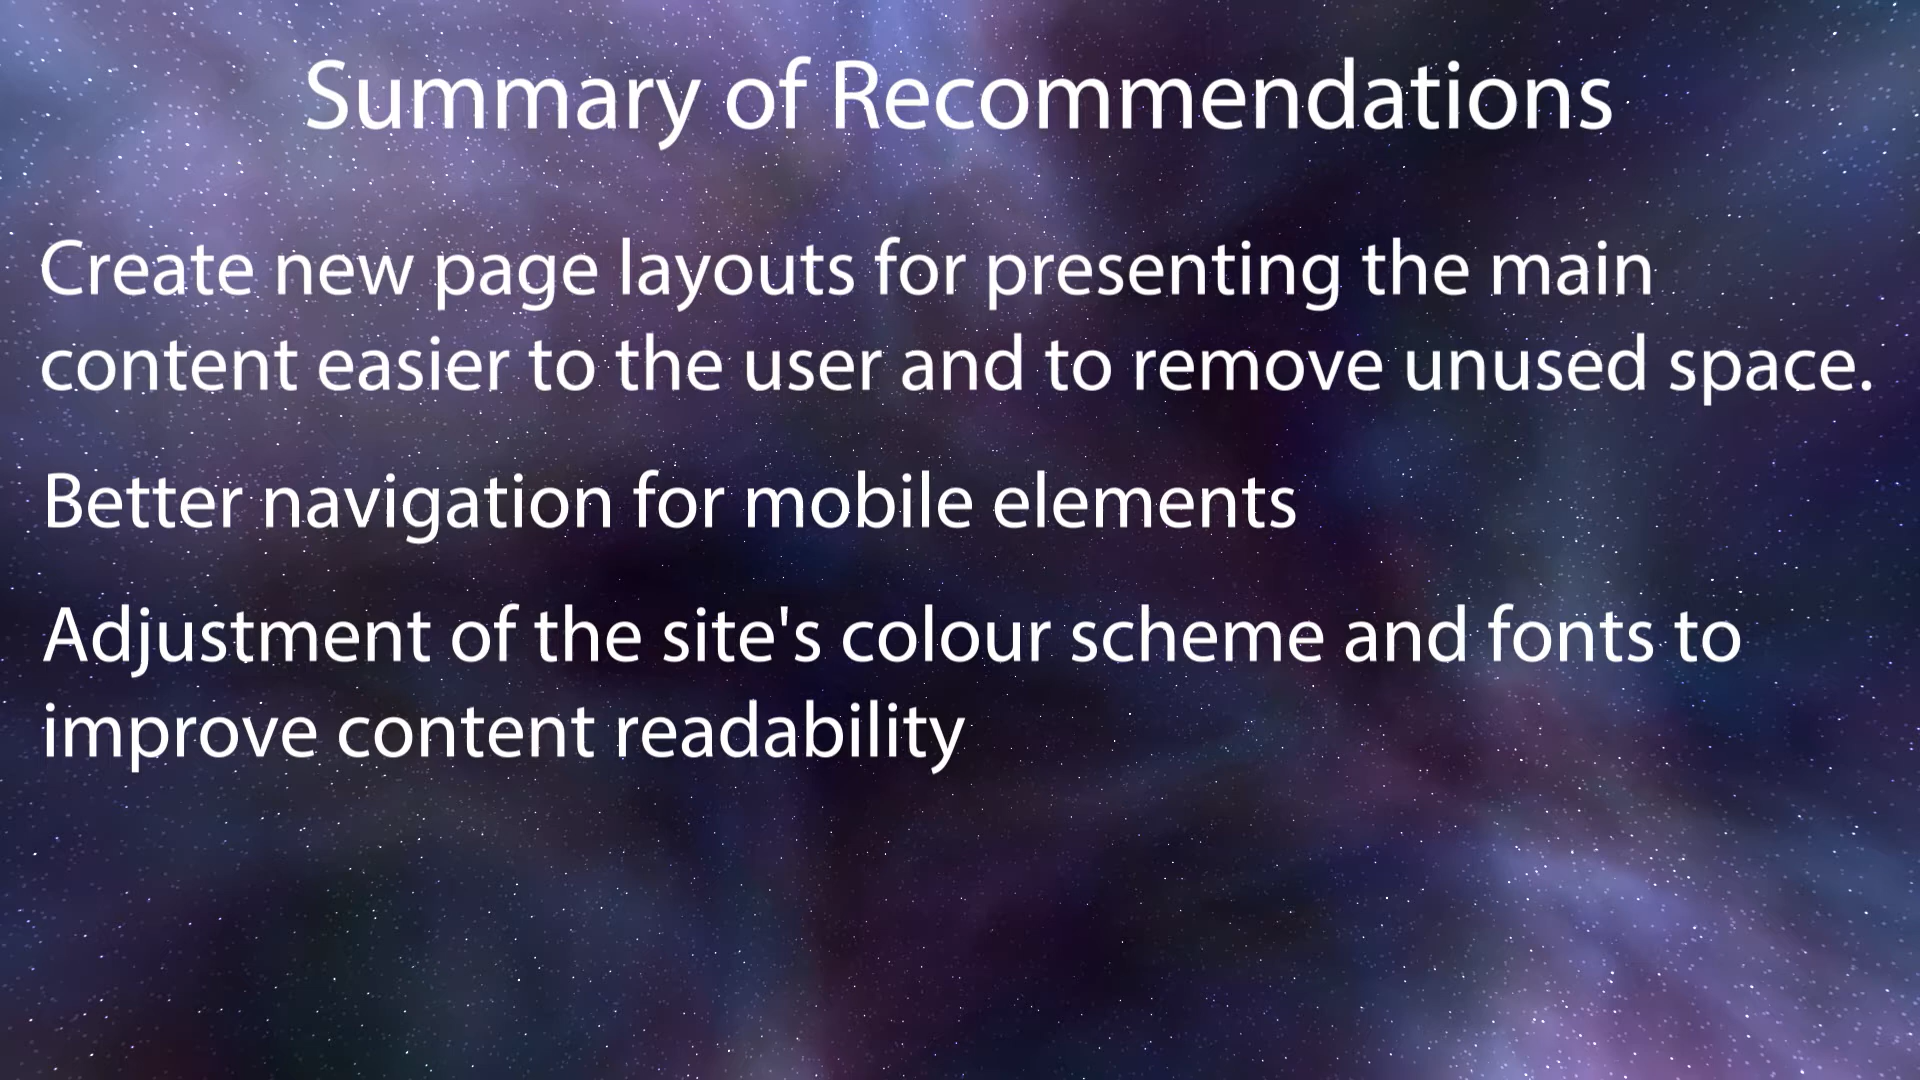 Summary of Recommendations
Create new page layouts for presenting the main
content easier to the user and to remove unused space.
Better navigation for mobile elements
Adjustment of the site's colour scheme and fonts to
improve content readability